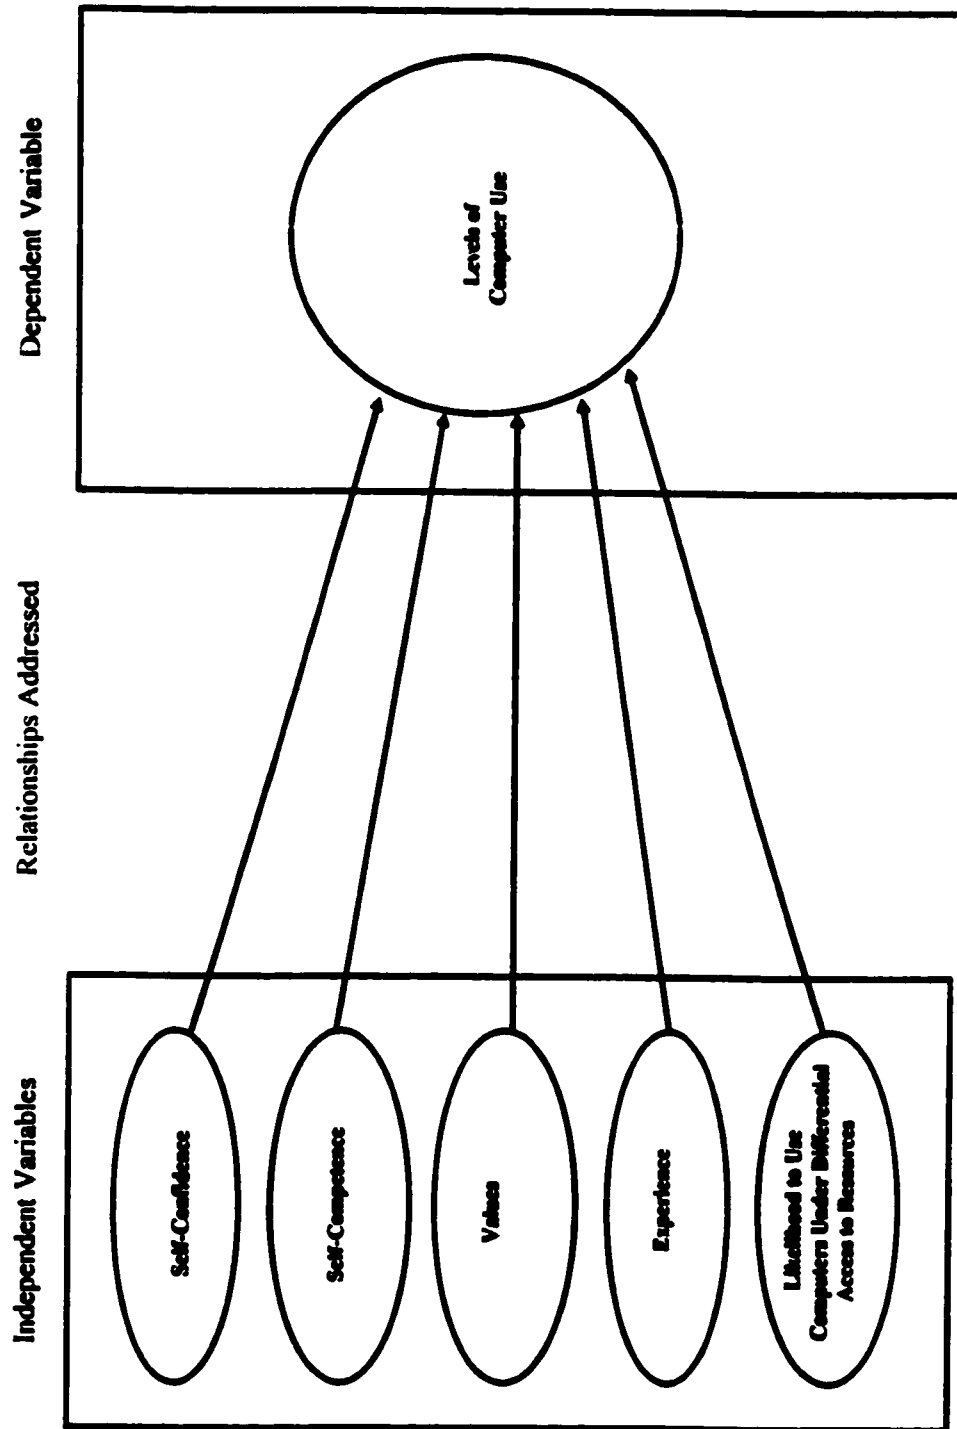 Independent Variables
Relationships Addressed
Dependent Variable
Self-Confidence
Self-Competence
Values
Experience
Likelihood to Use
Computers Under Differential
Access to Resources
Levels of
Computer Use